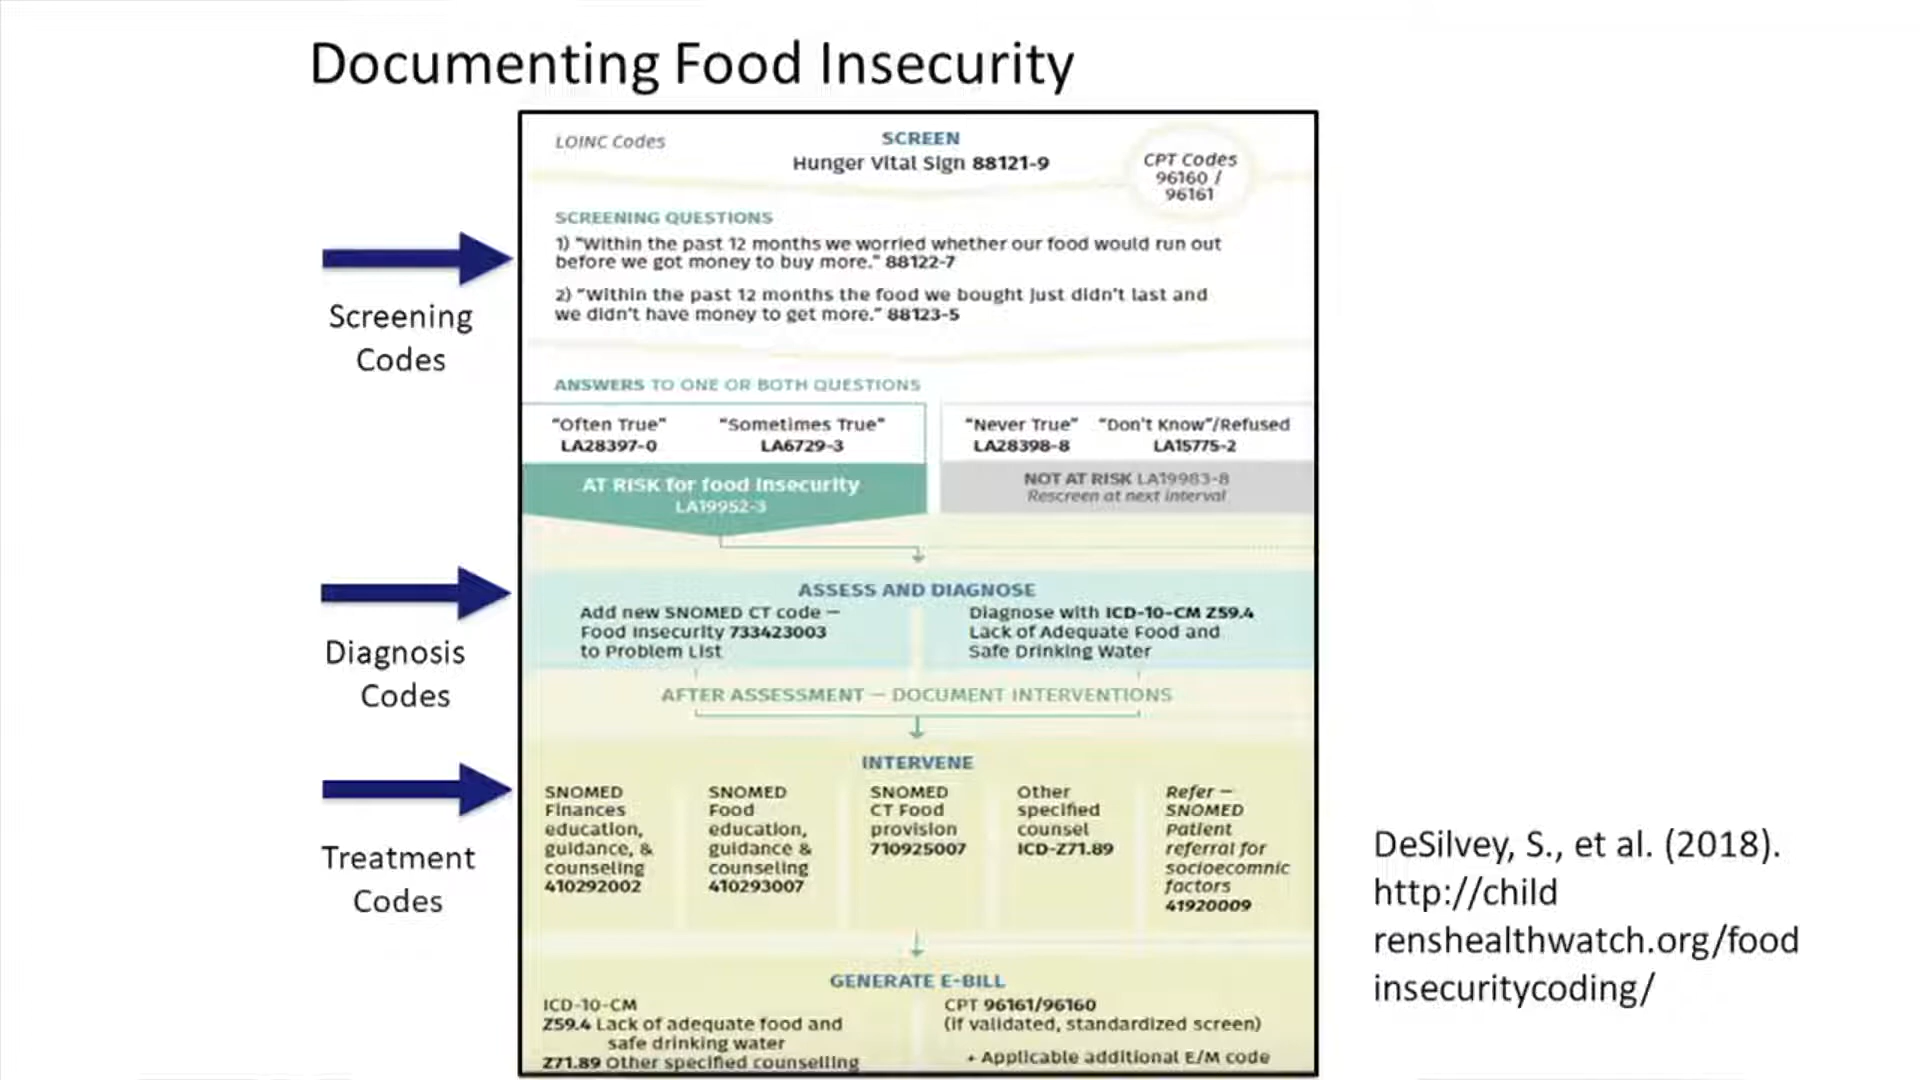 Documenting Food Insecurity
LOINC Codes
SCREEN
Hunger Vital Sign 88121-9
CPT Codes
96160 /
96161
SCREENING QUESTIONS
1) "Within the past 12 months we worried whether our food would run out
before we got money to buy more." 88122-7
2) "Within the past 12 months the food we bought just didn't last and
we didn't have money to get more." 88123-5
Screening
Codes
ANSWERS TO ONE OR BOTH QUESTIONS
"Often True"
LA28397-0
"Sometimes True"
LA6729-3
"Never True"
LA28398-8
"Don't Know"/Refused
LA15775-2
AT RISK for food Insecurity
LA19952-3
NOT AT RISK LA19983-8
Rescreen at next interval
Diagnosis
Codes
ASSESS AND DIAGNOSE
Add new SNOMED CT code —
Food Insecurity 733423003
to Problem List
Diagnose with ICD-10-CM Z59.4
Lack of Adequate Food and
Safe Drinking Water
AFTER ASSESSMENT — DOCUMENT INTERVENTIONS
Treatment
Codes
INTERVENE
SNOMED
Finances
education,
guidance, &
counseling
410292002
SNOMED
Food
education,
guidance &
counseling
410293007
SNOMED
CT Food
provision
710925007
Other
specified
counsel
ICD-Z71.89
Refer —
SNOMED
Patient
referral for
socioecomnic
factors
41920009
GENERATE E-BILL
ICD-10-CM
Z59.4 Lack of adequate food and
safe drinking water
Z71.89 Other specified counselling
CPT 96161/96160
(if validated, standardized screen)
+ Applicable additional E/M code
DeSilvey, S., et al. (2018).
http://child
renshealthwatch.org/food
insecuritycoding/